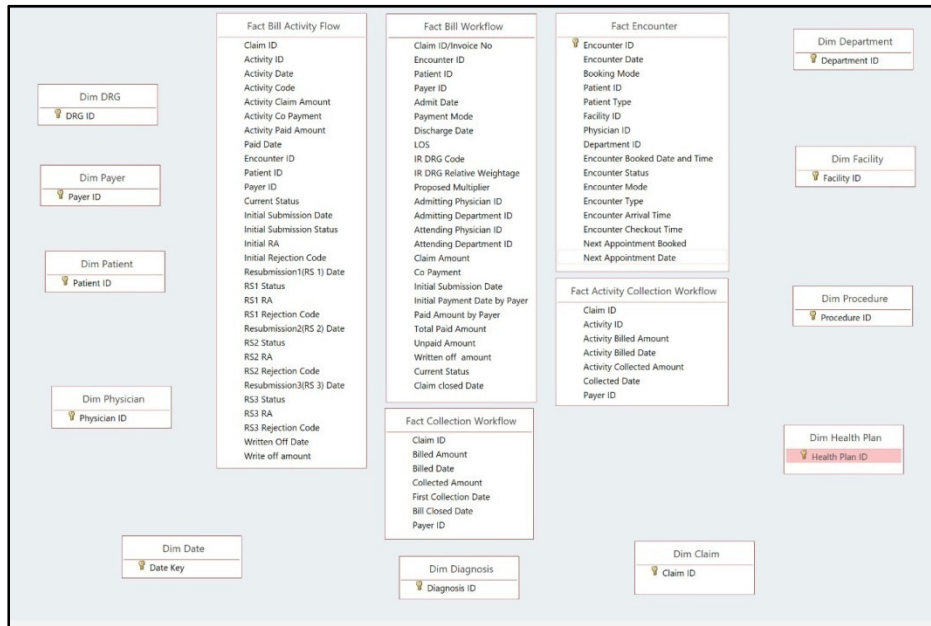 Fact Bill Activity Flow
Claim ID
Activity ID
Activity Date
Activity Code
Activity Claim Amount
Activity Co Payment
Activity Paid Amount
Paid Date
Encounter ID
Patient ID
Payer ID
Current Status
Initial Submission Date
Initial Submission Status
Initial RA
Initial Rejection Code
Resubmission1(RS 1) Date
RS1 Status
RS1 RA
RS1 Rejection Code
Resubmission2(RS 2) Date
RS2 Status
RS2 RA
RS2 Rejection Code
Resubmission3(RS 3) Date
RS3 Status
RS3 RA
RS3 Rejection Code
Written Off Date
Write off amount
Fact Bill Workflow
Claim ID/Invoice No
Encounter ID
Patient ID
Payer ID
Admit Date
Payment Mode
Discharge Date
LOS
IR DRG Code
IR DRG Relative Weightage
Proposed Multiplier
Admitting Physician ID
Admitting Department ID
Attending Physician ID
Attending Department ID
Claim Amount
Co Payment
Initial Submission Date
Initial Payment Date by Payer
Paid Amount by Payer
Total Paid Amount
Unpaid Amount
Written off  amount
Current Status
Claim closed Date
Fact Encounter
Encounter ID
Encounter Date
Booking Mode
Patient ID
Patient Type
Facility ID
Physician ID
Department ID
Encounter Booked Date and Time
Encounter Status
Encounter Mode
Encounter Type
Encounter Arrival Time
Encounter Checkout Time
Next Appointment Booked
Next Appointment Date
Dim Department
Department ID
Dim DRG
DRG ID
Dim Payer
Payer ID
Dim Facility
Facility ID
Dim Patient
Patient ID
Fact Activity Collection Workflow
Claim ID
Activity ID
Activity Billed Amount
Activity Billed Date
Activity Collected Amount
Collected Date
Payer ID
Dim Procedure
Procedure ID
Dim Physician
Physician ID
Fact Collection Workflow
Claim ID
Billed Amount
Billed Date
Collected Amount
First Collection Date
Bill Closed Date
Payer ID
Dim Health Plan
Health Plan ID
Dim Date
Date Key
Dim Diagnosis
Diagnosis ID
Dim Claim
Claim ID